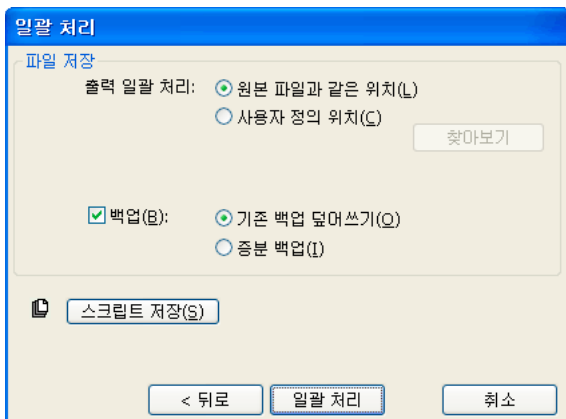 일괄 처리
파일 저장
출력 일괄 처리: 원본 파일과 같은 위치(L)
사용자 정의 위치(C)
찾아보기
백업(B): 기존 백업 덮어쓰기(O)
증분 백업(I)
스크립트 저장(S)
< 뒤로 일괄 처리 취소